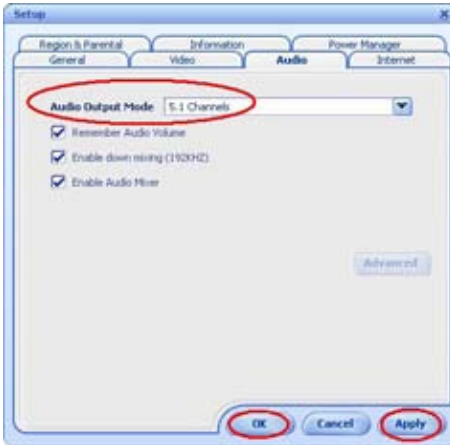 Setup
Region & Parental Information Power Manager
General Video Audio Internet
Audio Output Mode 5.1 Channels
Remember Audio Volume
Enable down mixing (192KHZ)
Enable Audio Mixer
Advanced
OK Cancel Apply